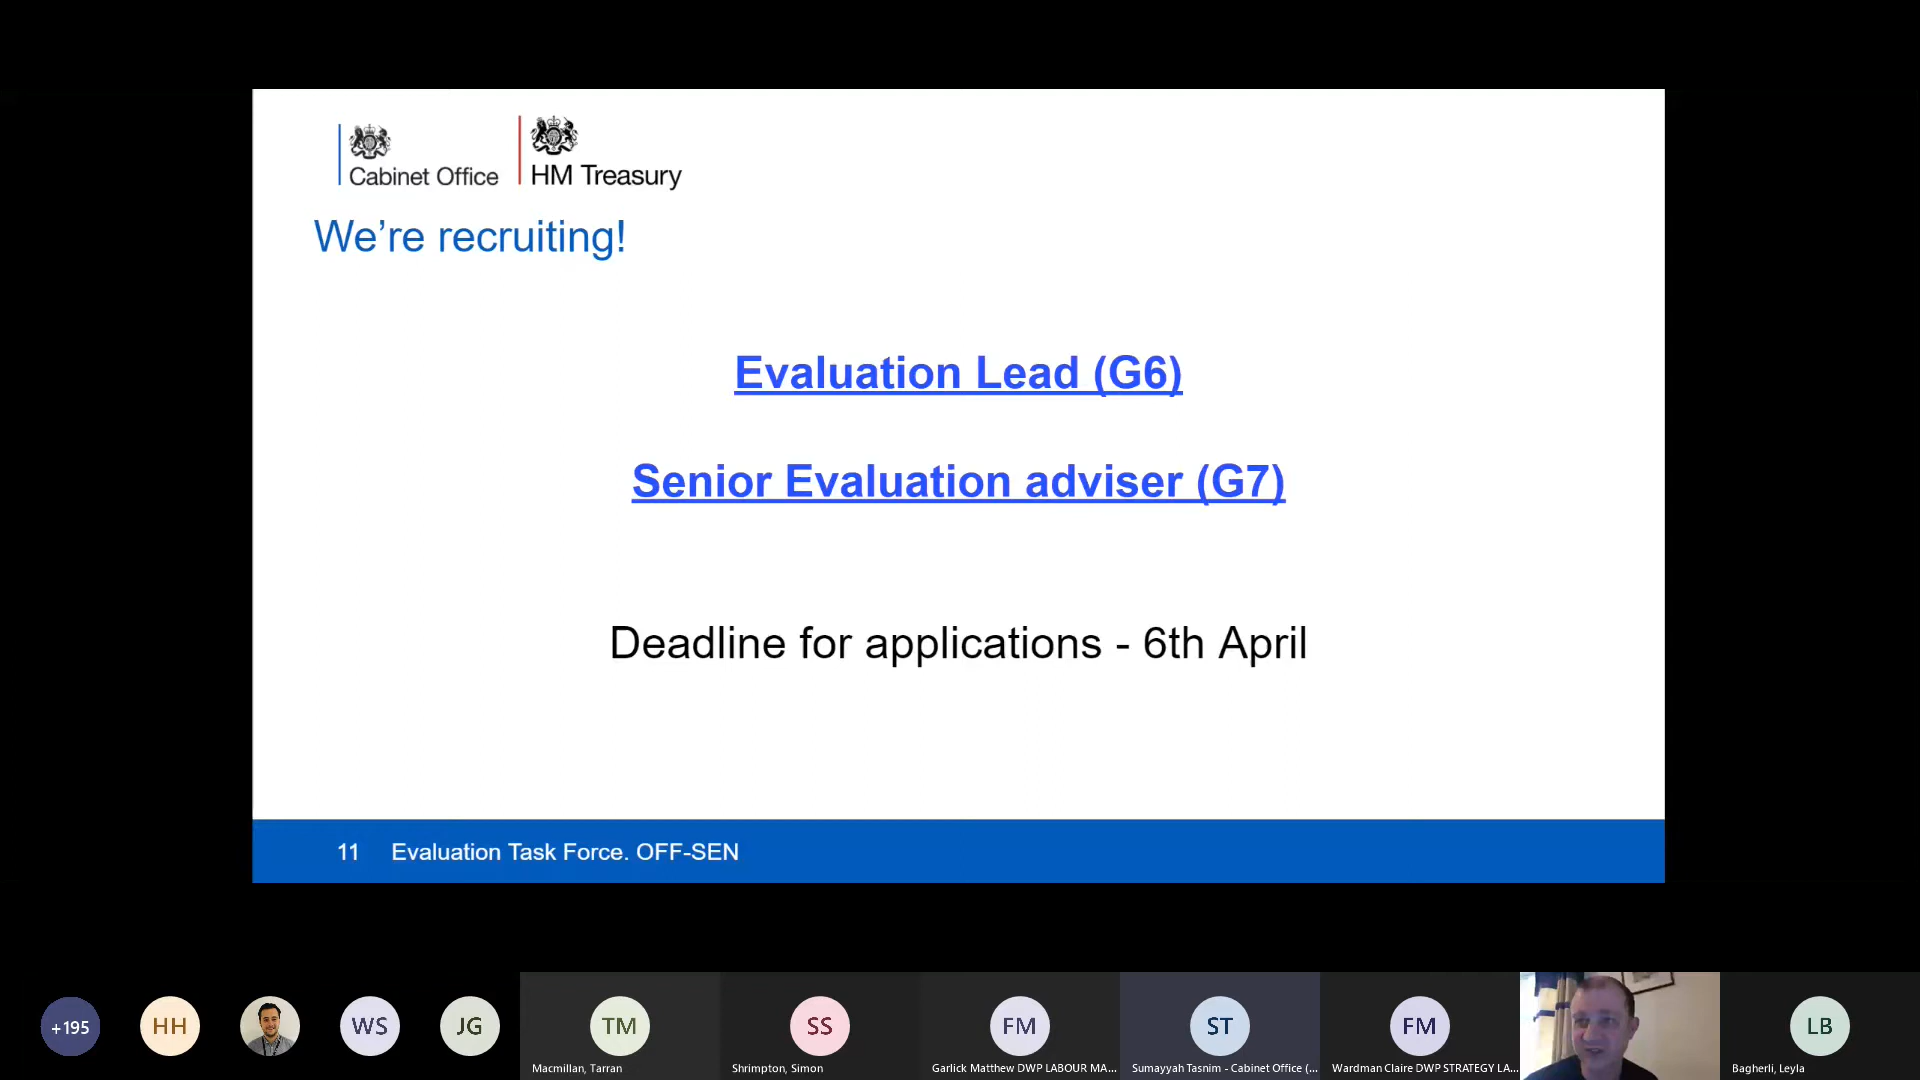 Cabinet Office
HM Treasury
We're recruiting!
Evaluation Lead (G6)
Senior Evaluation adviser (G7)
Deadline for applications - 6th April
11 Evaluation Task Force. OFF-SEN
+195
HH
WS
JG
TM
SS
FM
ST
FM
LB
Macmillan, Tarran
Shrimpton, Simon
Garlick Matthew DWP LABOUR MA...
Sumayyah Tasnim - Cabinet Office (...
Wardman Claire DWP STRATEGY LA...
Bagherli, Leyla